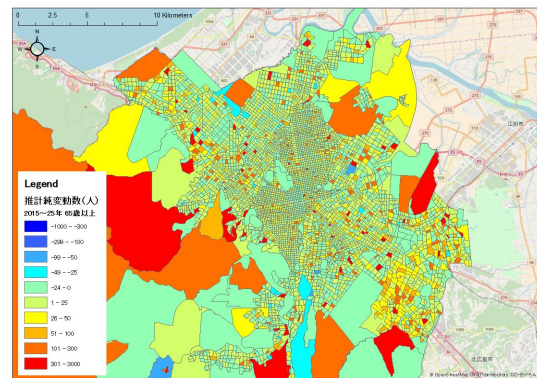 0 2.5 5 10 Kilometers
N
W E
S
江別市
Legend
推計純変動数(人)
2015～25年 65歳以上
-1000 - -300
-299 - -100
-99 - -50
-49 - -25
-24 - 0
1 - 25
26 - 50
51 - 100
101 - 300
301 - 3000
北広島市